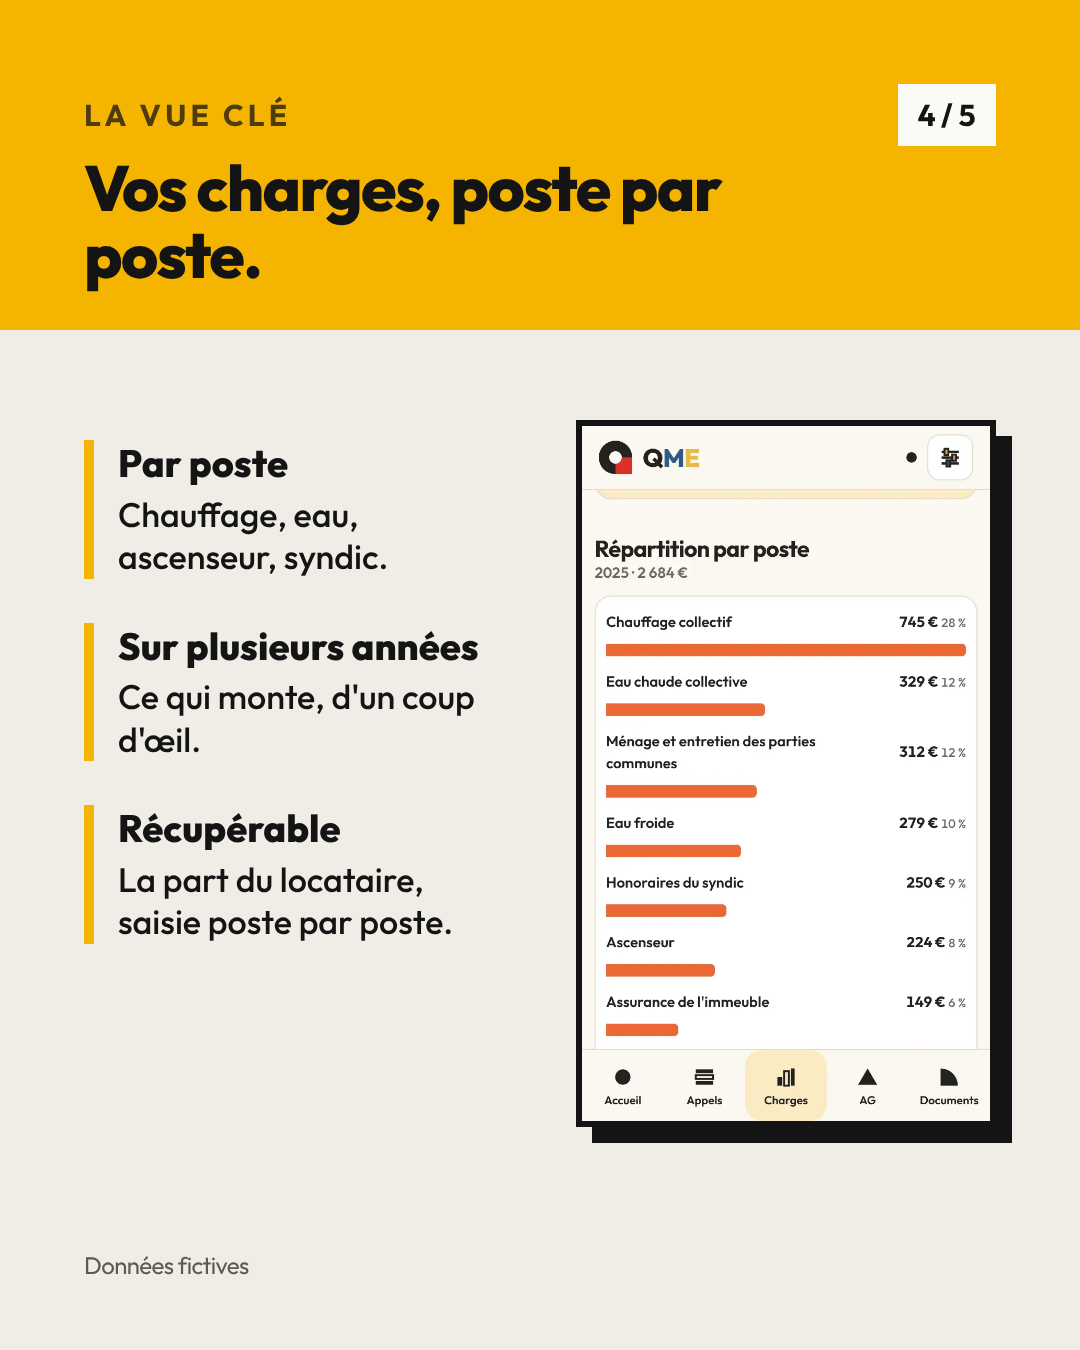 LA VUE CLÉ
4 / 5
Vos charges, poste par
poste.
Par poste
Chauffage, eau,
ascenseur, syndic.
Sur plusieurs années
Ce qui monte, d'un coup
d'œil.
Récupérable
La part du locataire,
saisie poste par poste.
QME
Répartition par poste
2025 · 2 684 €
Chauffage collectif 745 € 28 %
Eau chaude collective 329 € 12 %
Ménage et entretien des parties
communes 312 € 12 %
Eau froide 279 € 10 %
Honoraires du syndic 250 € 9 %
Ascenseur 224 € 8 %
Assurance de l'immeuble 149 € 6 %
Accueil Appels Charges AG Documents
Données fictives